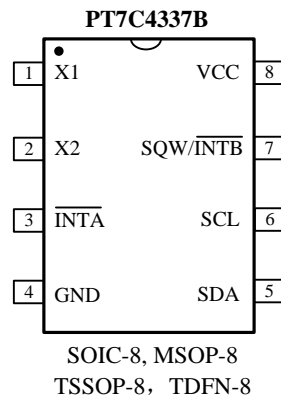 PT7C4337B
1 X1 VCC 8
2 X2 SQW/INTB 7
3 INTA SCL 6
4 GND SDA 5
SOIC-8, MSOP-8
TSSOP-8，TDFN-8